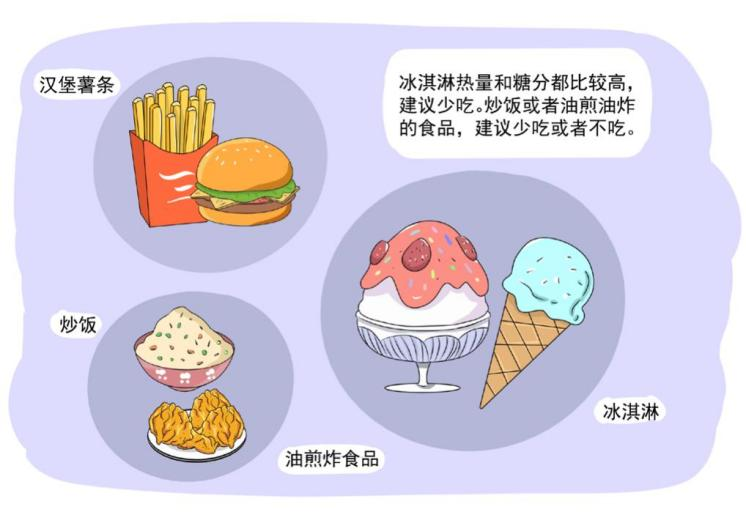 汉堡薯条
冰淇淋热量和糖分都比较高，
建议少吃。炒饭或者油煎油炸
的食品，建议少吃或者不吃。
炒饭
冰淇淋
油煎炸食品